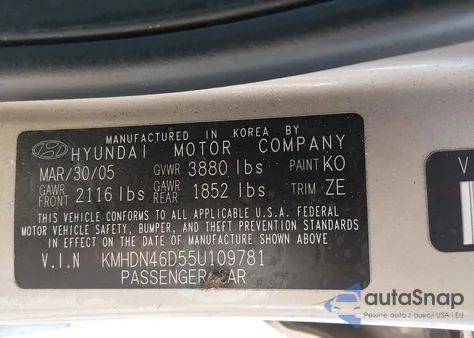 MANUFACTURED IN KOREA BY
HYUNDAI MOTOR COMPANY
MAR/30/05 GVWR 3880 lbs PAINT KO
GAWR FRONT 2116 lbs GAWR REAR 1852 lbs TRIM ZE
THIS VEHICLE CONFORMS TO ALL APPLICABLE U.S.A. FEDERAL
MOTOR VEHICLE SAFETY, BUMPER, AND THEFT PREVENTION
STANDARDS IN EFFECT ON THE DATE OF MANUFACTURE
SHOWN ABOVE
V.I.N KMHDN46D55U109781
PASSENGER CAR
V
autoSnap
Pewne auta z aukcji USA i EU